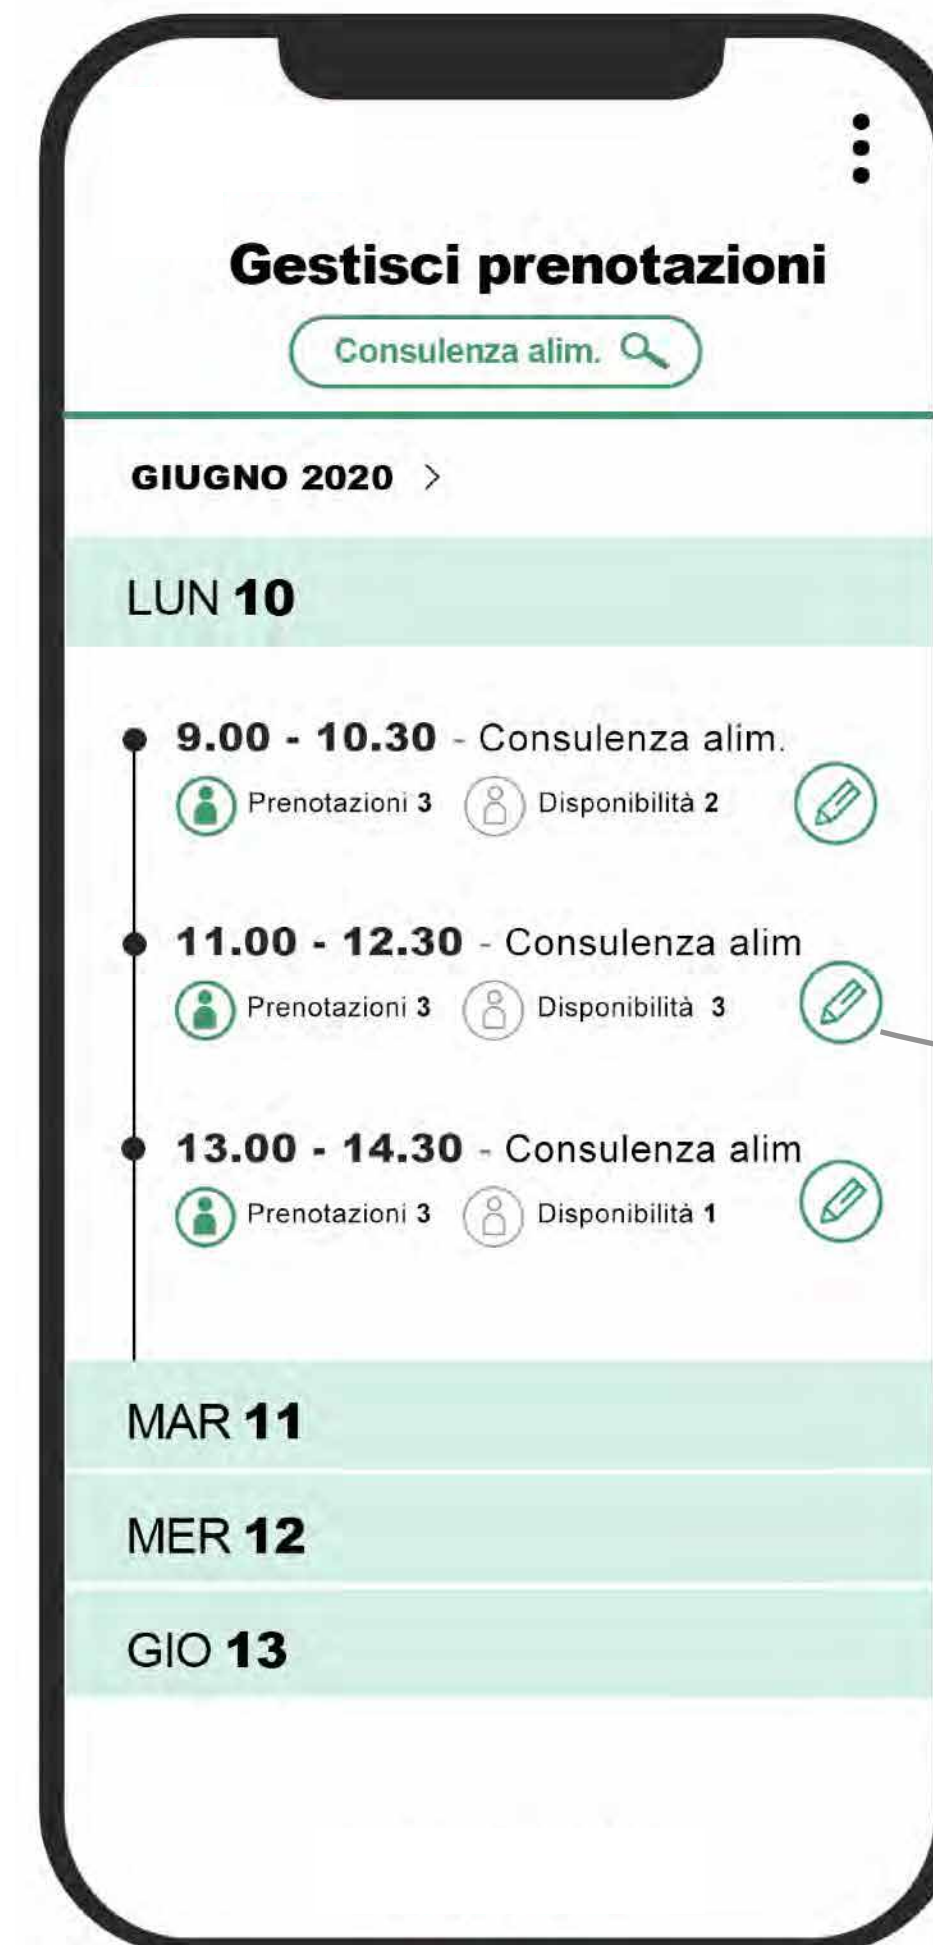 Gestisci prenotazioni
Consulenza alim.
GIUGNO 2020 >
LUN 10
9.00 - 10.30 - Consulenza alim.
Prenotazioni 3 Disponibilità 2
11.00 - 12.30 - Consulenza alim
Prenotazioni 3 Disponibilità 3
13.00 - 14.30 - Consulenza alim
Prenotazioni 3 Disponibilità 1
MAR 11
MER 12
GIO 13